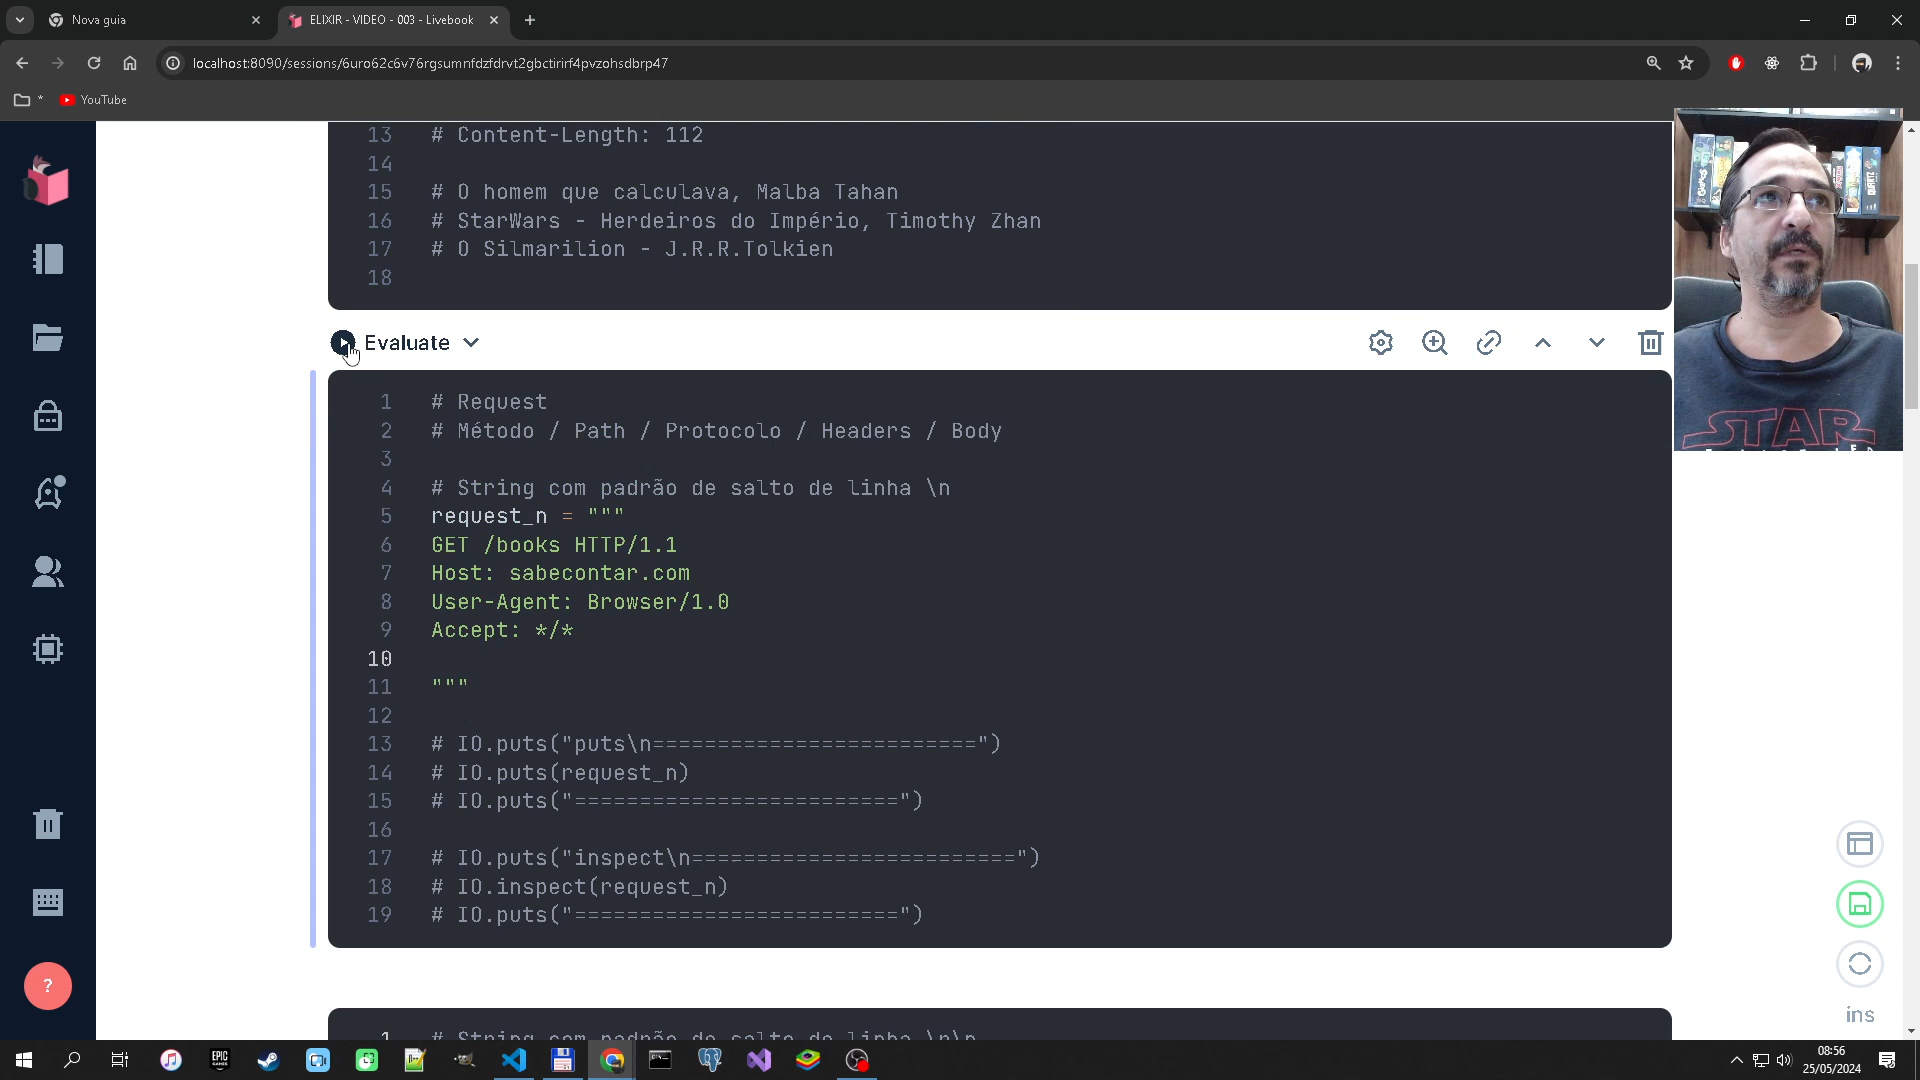 Nova guia
ELIXIR - VIDEO - 003 - Livebook
localhost:8090/sessions/6uro62c6v76rgsumnfdzfdrvt2gbctirirf4pvzohsdbrp47
*
YouTube
13 # Content-Length: 112
14
15 # O homem que calculava, Malba Tahan
16 # StarWars - Herdeiros do Império, Timothy Zhan
17 # O Silmarilion - J.R.R.Tolkien
18
Evaluate
1 # Request
2 # Método / Path / Protocolo / Headers / Body
3
4 # String com padrão de salto de linha \n
5 request_n = """
6 GET /books HTTP/1.1
7 Host: sabecontar.com
8 User-Agent: Browser/1.0
9 Accept: */*
10
11 """
12
13 # IO.puts("puts\n=========================")
14 # IO.puts(request_n)
15 # IO.puts("=========================")
16
17 # IO.puts("inspect\n=========================")
18 # IO.inspect(request_n)
19 # IO.puts("=========================")
1 # String com padrão de salto de linha \r\n
STAR
?
ins
EPIC
GAMES
08:56
25/05/2024